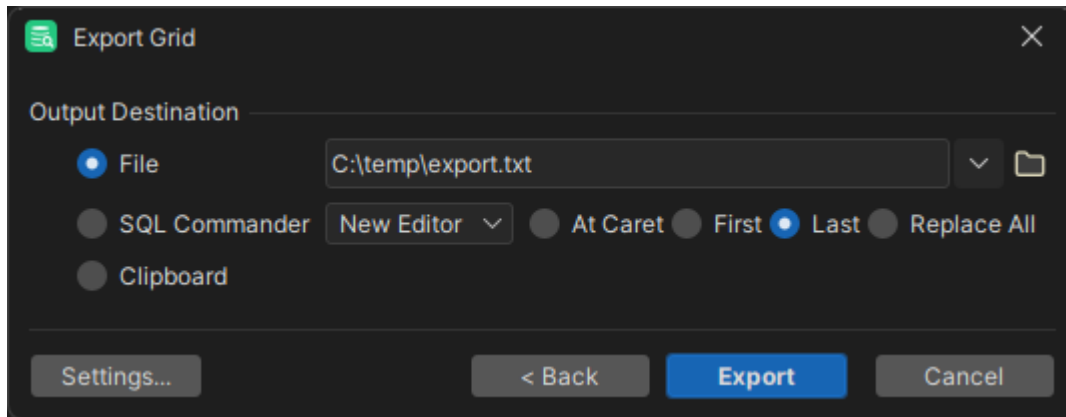 Export Grid
Output Destination
File C:\temp\export.txt
SQL Commander New Editor At Caret First Last Replace All
Clipboard
Settings... < Back Export Cancel